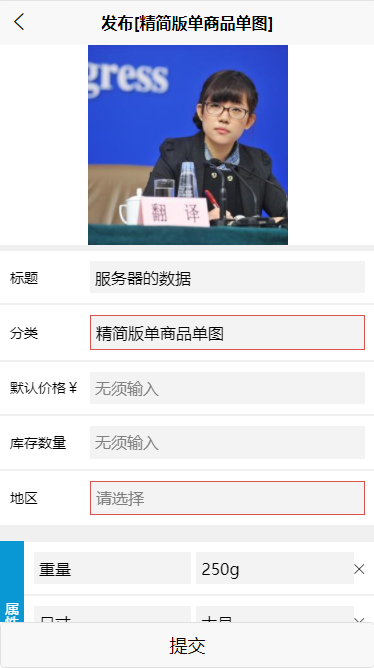 发布[精简版单商品单图]
gress
翻 译
标题 服务器的数据
分类 精简版单商品单图
默认价格￥ 无须输入
库存数量 无须输入
地区 请选择
属
重量 250g
提交